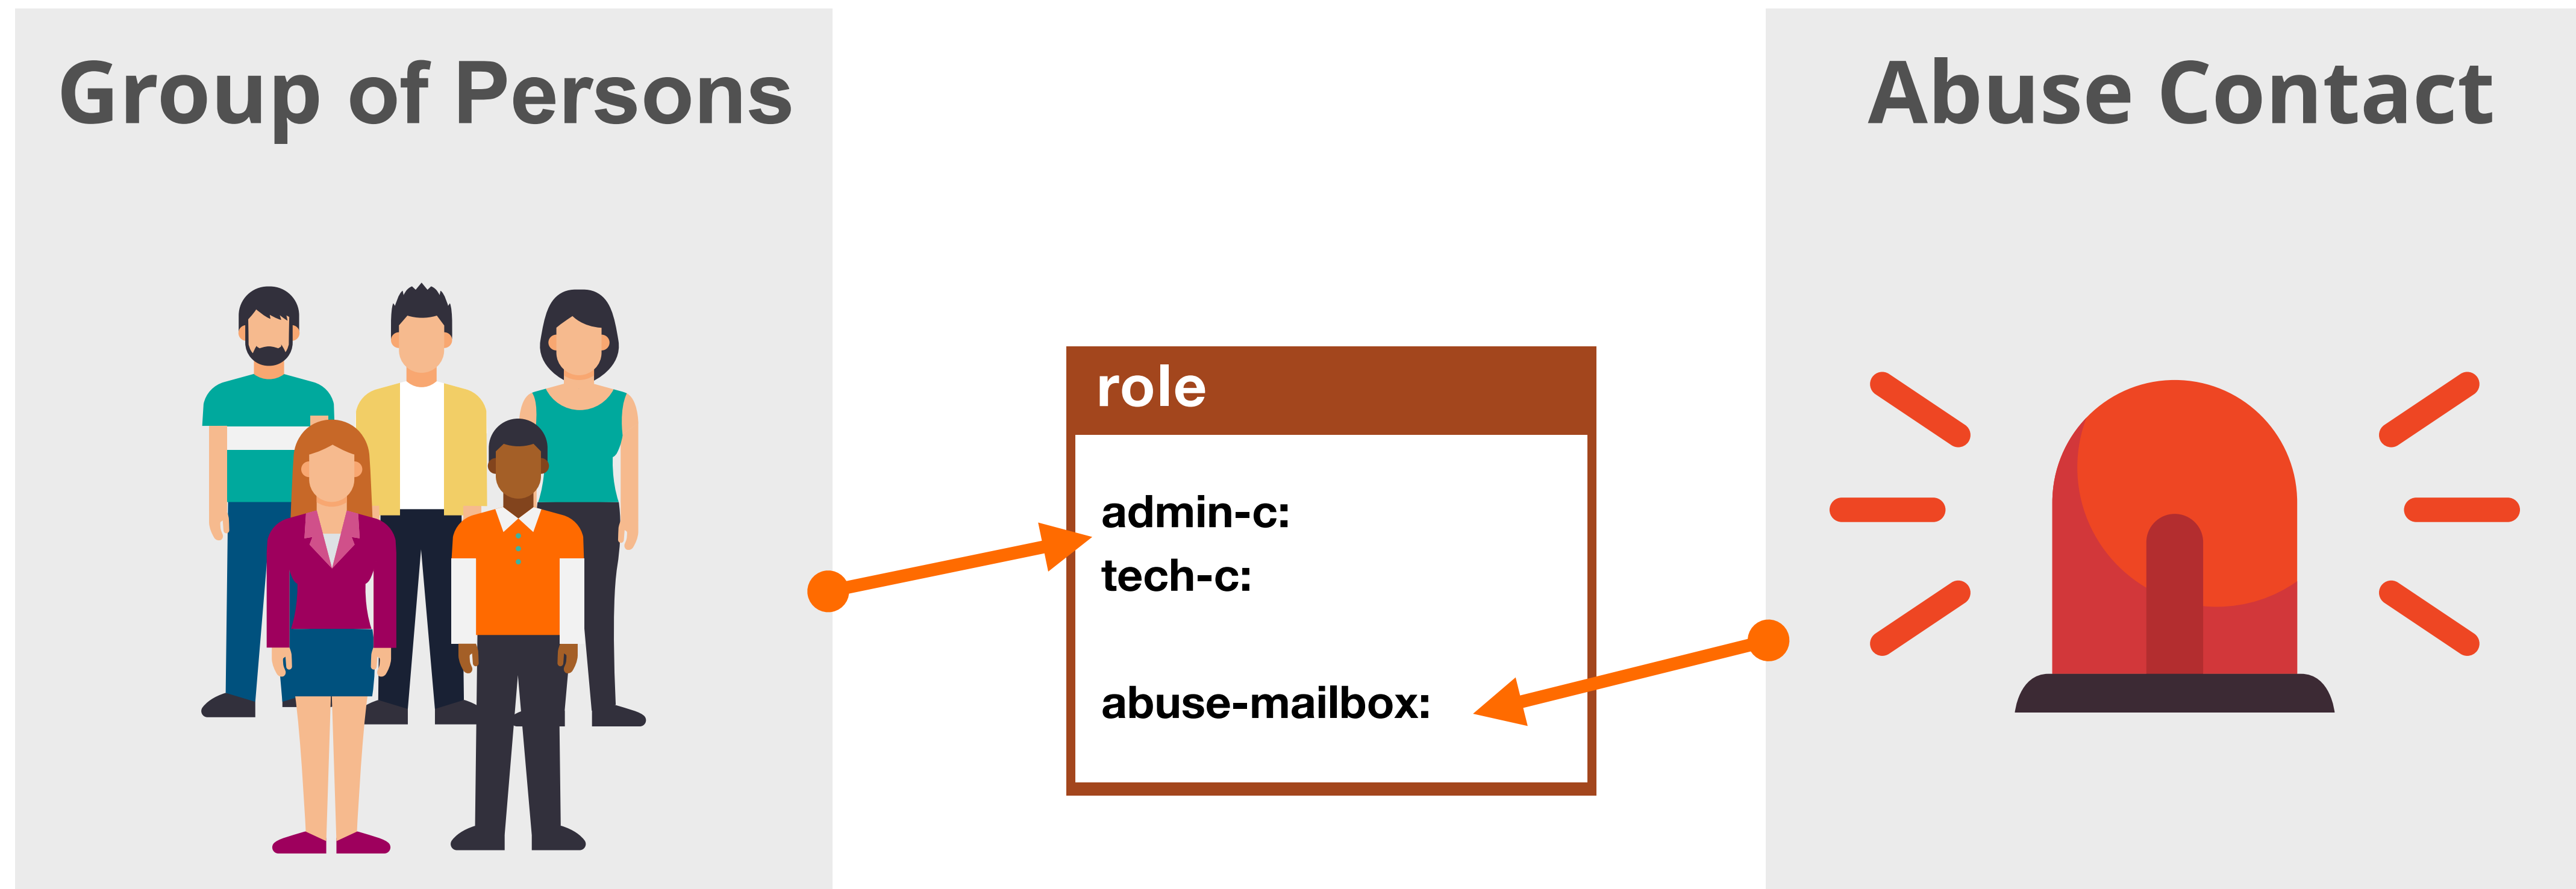 Group of Persons
Abuse Contact
role
admin-c:
tech-c:
abuse-mailbox: